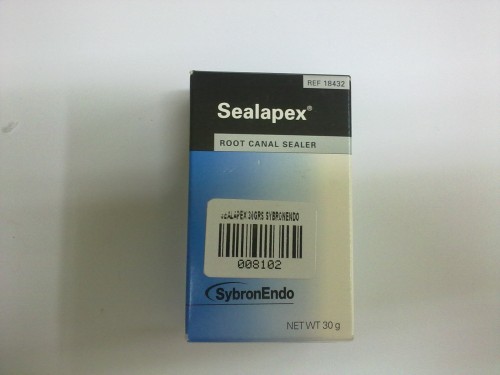 REF 18432
Sealapex®
ROOT CANAL SEALER
SEALAPEX 30GRS SYBRONENDO
008102
SybronEndo
NET WT 30 g